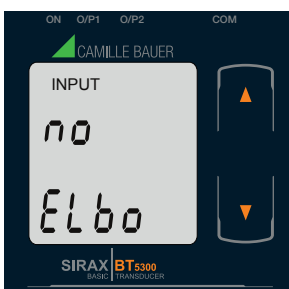 ON O/P1 O/P2 COM
CAMILLE BAUER
INPUT
no
ELbo
SIRAX BT5300
BASIC TRANSDUCER